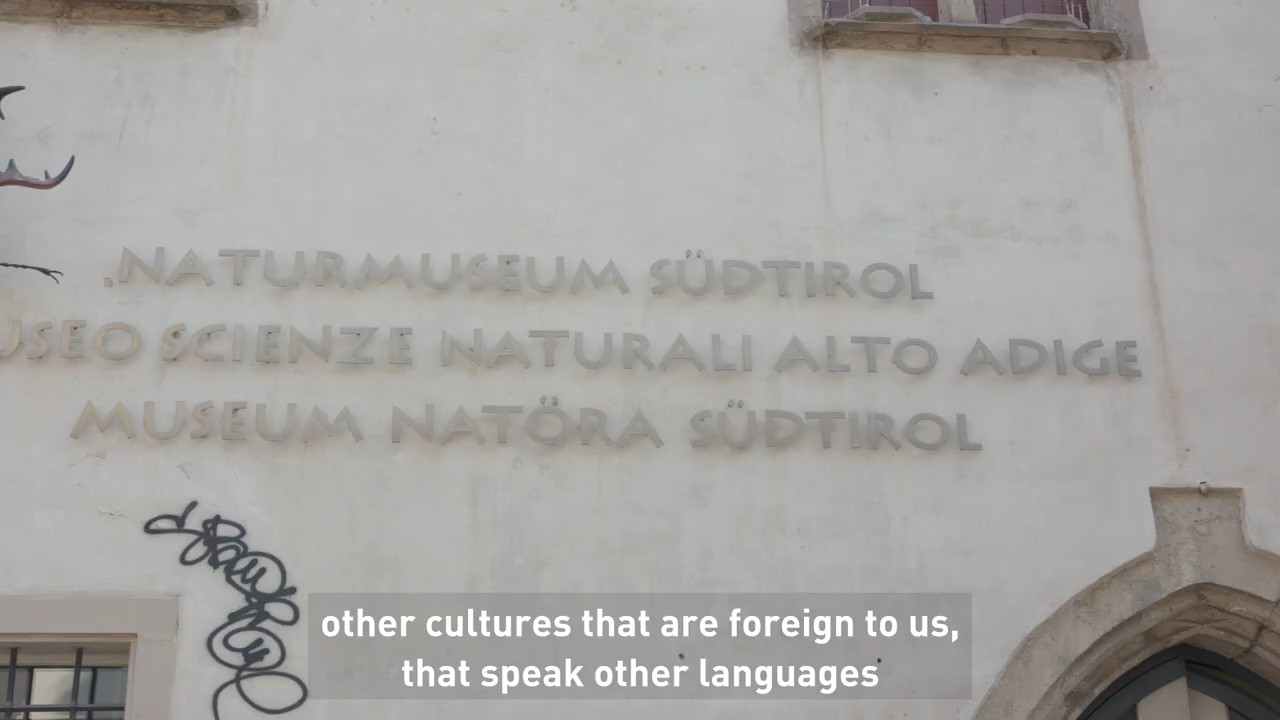 NATURMUSEUM SÜDTIROL
USEO SCIENZE NATURALI ALTO ADIGE
MUSEUM NATÖRA SÜDTIROL
other cultures that are foreign to us,
that speak other languages